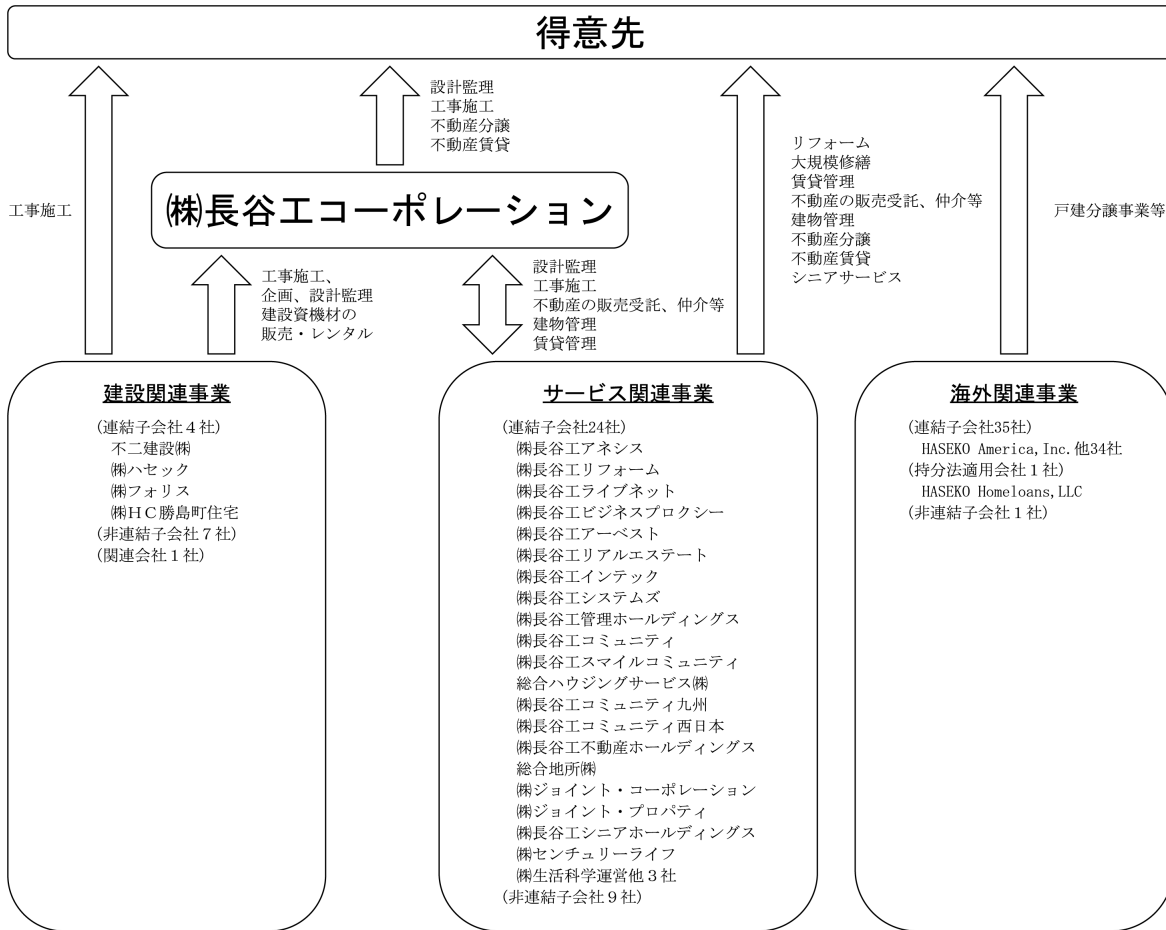 得意先
設計監理
工事施工
不動産分譲
不動産賃貸
工事施工
㈱長谷工コーポレーション
リフォーム
大規模修繕
賃貸管理
不動産の販売受託、仲介等
建物管理
不動産分譲
不動産賃貸
シニアサービス
戸建分譲事業等
工事施工、
企画、設計監理
建設資機材の
販売・レンタル
設計監理
工事施工
不動産の販売受託、仲介等
建物管理
賃貸管理
建設関連事業
(連結子会社４社)
不二建設㈱
㈱ハセック
㈱フォリス
㈱ＨＣ勝島町住宅
(非連結子会社７社)
(関連会社１社)
サービス関連事業
(連結子会社24社)
㈱長谷工アネシス
㈱長谷工リフォーム
㈱長谷工ライブネット
㈱長谷工ビジネスプロクシー
㈱長谷工アーベスト
㈱長谷工リアルエステート
㈱長谷工インテック
㈱長谷工システムズ
㈱長谷工管理ホールディングス
㈱長谷工コミュニティ
㈱長谷工スマイルコミュニティ
総合ハウジングサービス㈱
㈱長谷工コミュニティ九州
㈱長谷工コミュニティ西日本
㈱長谷工不動産ホールディングス
総合地所㈱
㈱ジョイント・コーポレーション
㈱ジョイント・プロパティ
㈱長谷工シニアホールディングス
㈱センチュリーライフ
㈱生活科学運営他３社
(非連結子会社９社)
海外関連事業
(連結子会社35社)
HASEKO America,Inc.他34社
(持分法適用会社１社)
HASEKO Homeloans,LLC
(非連結子会社１社)